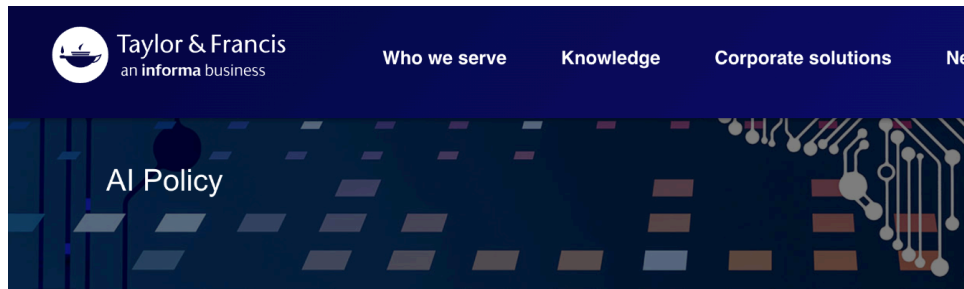 Taylor & Francis
an informa business
Who we serve
Knowledge
Corporate solutions
AI Policy